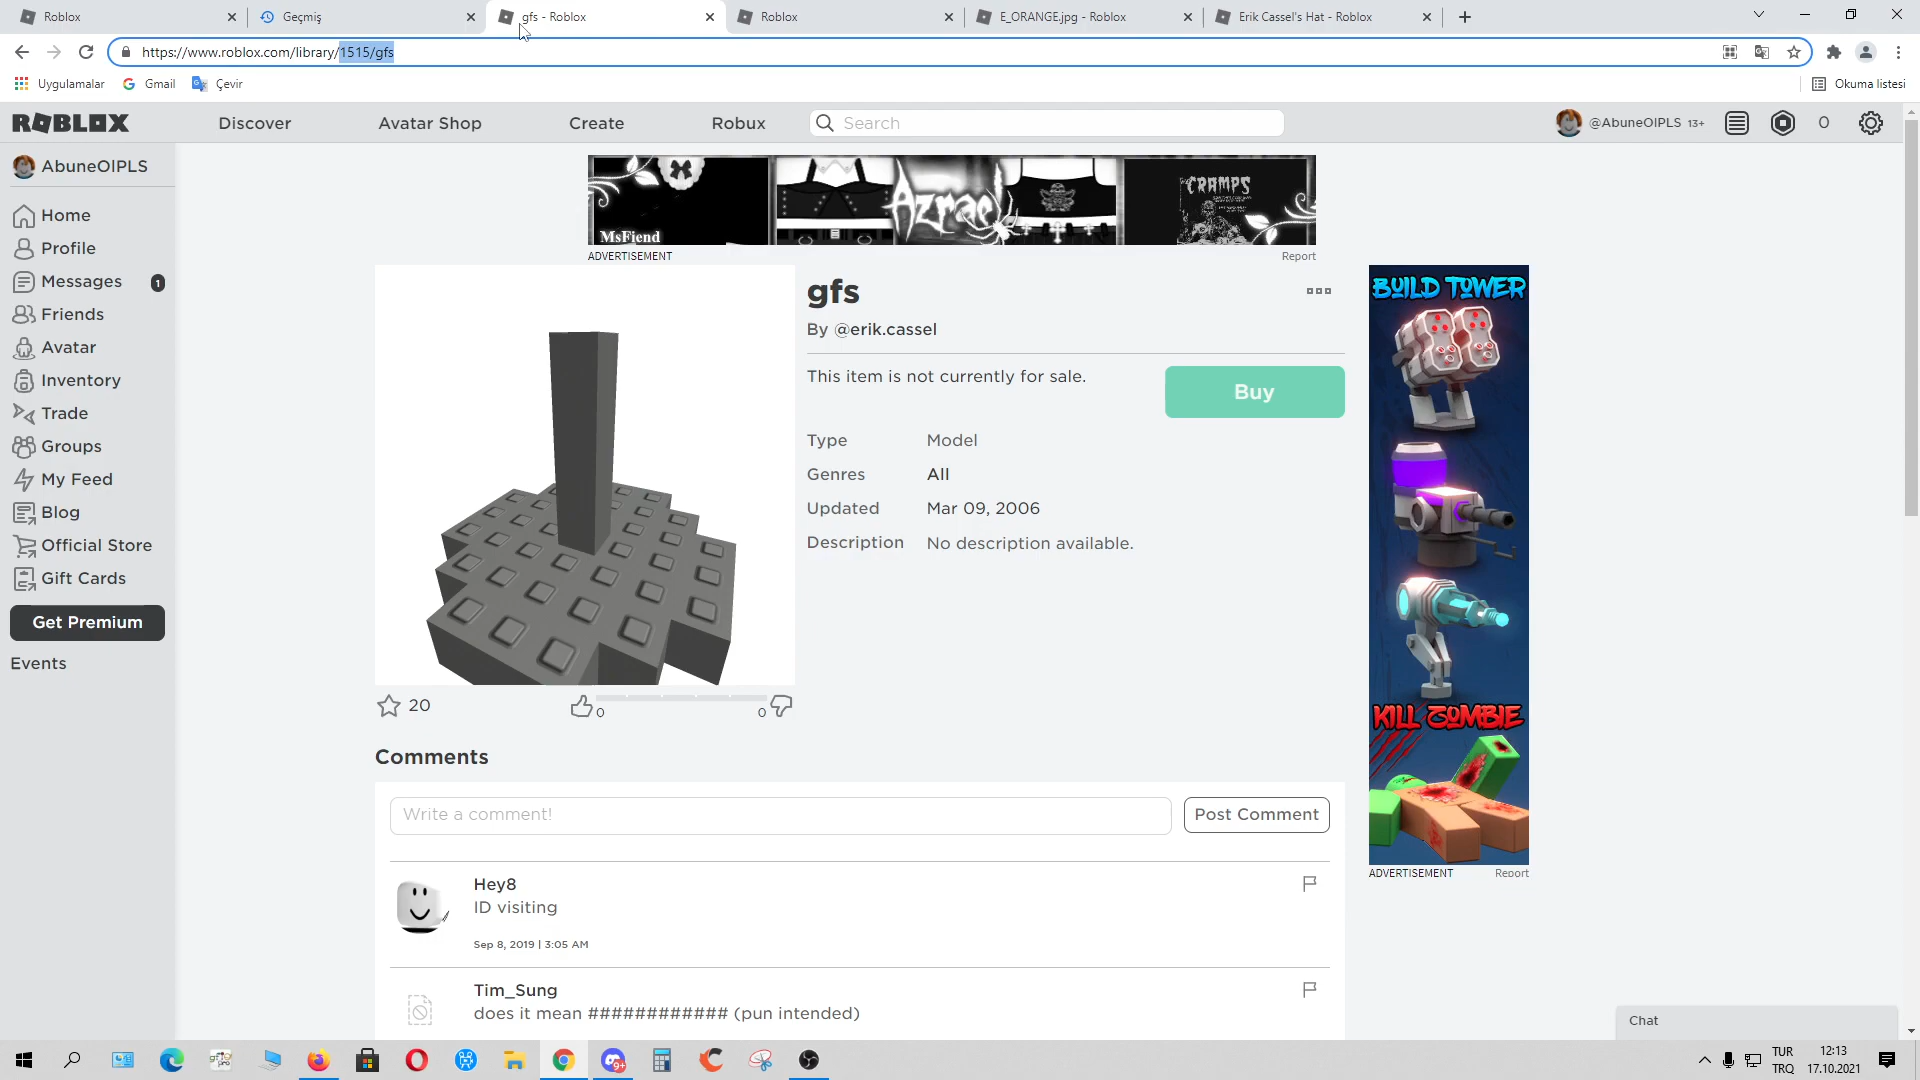 Roblox
Geçmiş
gfs - Roblox
Roblox
E_ORANGE.jpg - Roblox
Erik Cassel's Hat - Roblox
https://www.roblox.com/library/1515/gfs
Uygulamalar
Gmail
Çevir
Okuma listesi
ROBLOX
Discover
Avatar Shop
Create
Robux
Search
@AbuneOlPLS 13+
0
AbuneOlPLS
Home
Profile
Messages 1
Friends
Avatar
Inventory
Trade
Groups
My Feed
Blog
Official Store
Gift Cards
Get Premium
Events
MsFiend
Azrael
CRAMPS
ADVERTISEMENT
Report
gfs
By @erik.cassel
This item is not currently for sale.
Buy
Type Model
Genres All
Updated Mar 09, 2006
Description No description available.
20
0
0
BUILD TOWER
KILL ZOMBIE
ADVERTISEMENT
Report
Comments
Write a comment!
Post Comment
Hey8
ID visiting
Sep 8, 2019 | 3:05 AM
Tim_Sung
does it mean ############ (pun intended)
Chat
9+
TUR
TRQ
12:13
17.10.2021